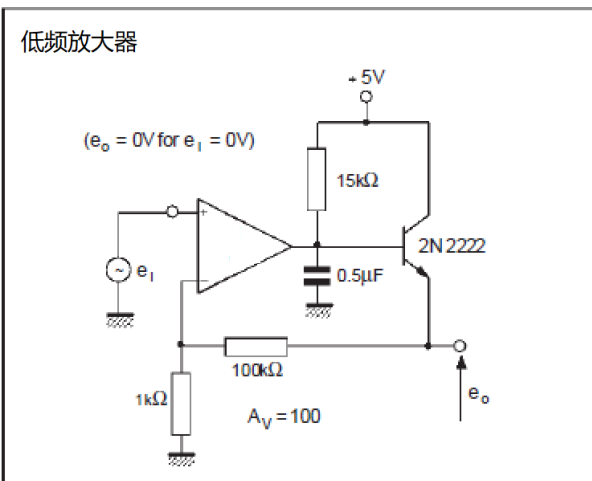 低频放大器
+5V
(eo = 0V for eI = 0V)
15kΩ
+
2N2222
~
eI
0.5μF
−
100kΩ
1kΩ
eo
AV = 100